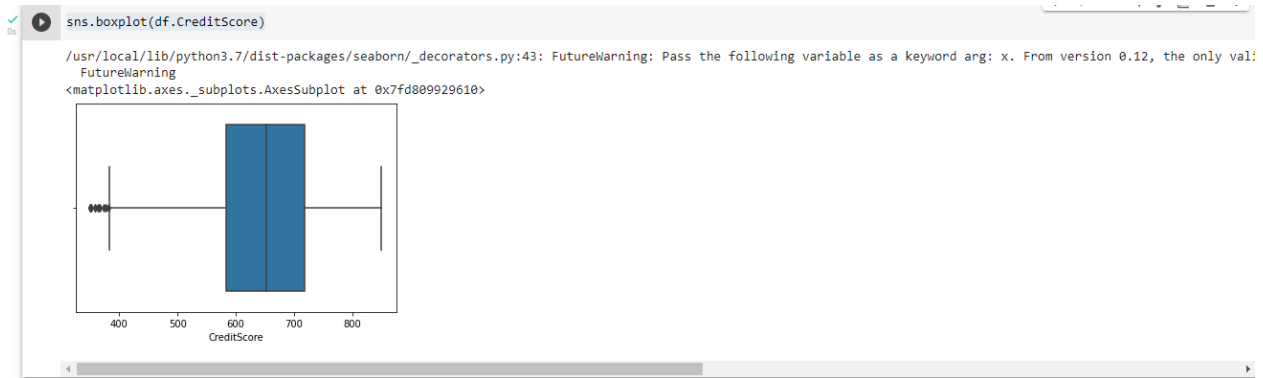 sns.boxplot(df.CreditScore)
0s
/usr/local/lib/python3.7/dist-packages/seaborn/_decorators.py:43: FutureWarning: Pass the following variable as a keyword arg: x. From version 0.12, the only
FutureWarning
<matplotlib.axes._subplots.AxesSubplot at 0x7fd809929610>
400 500 600 700 800
CreditScore